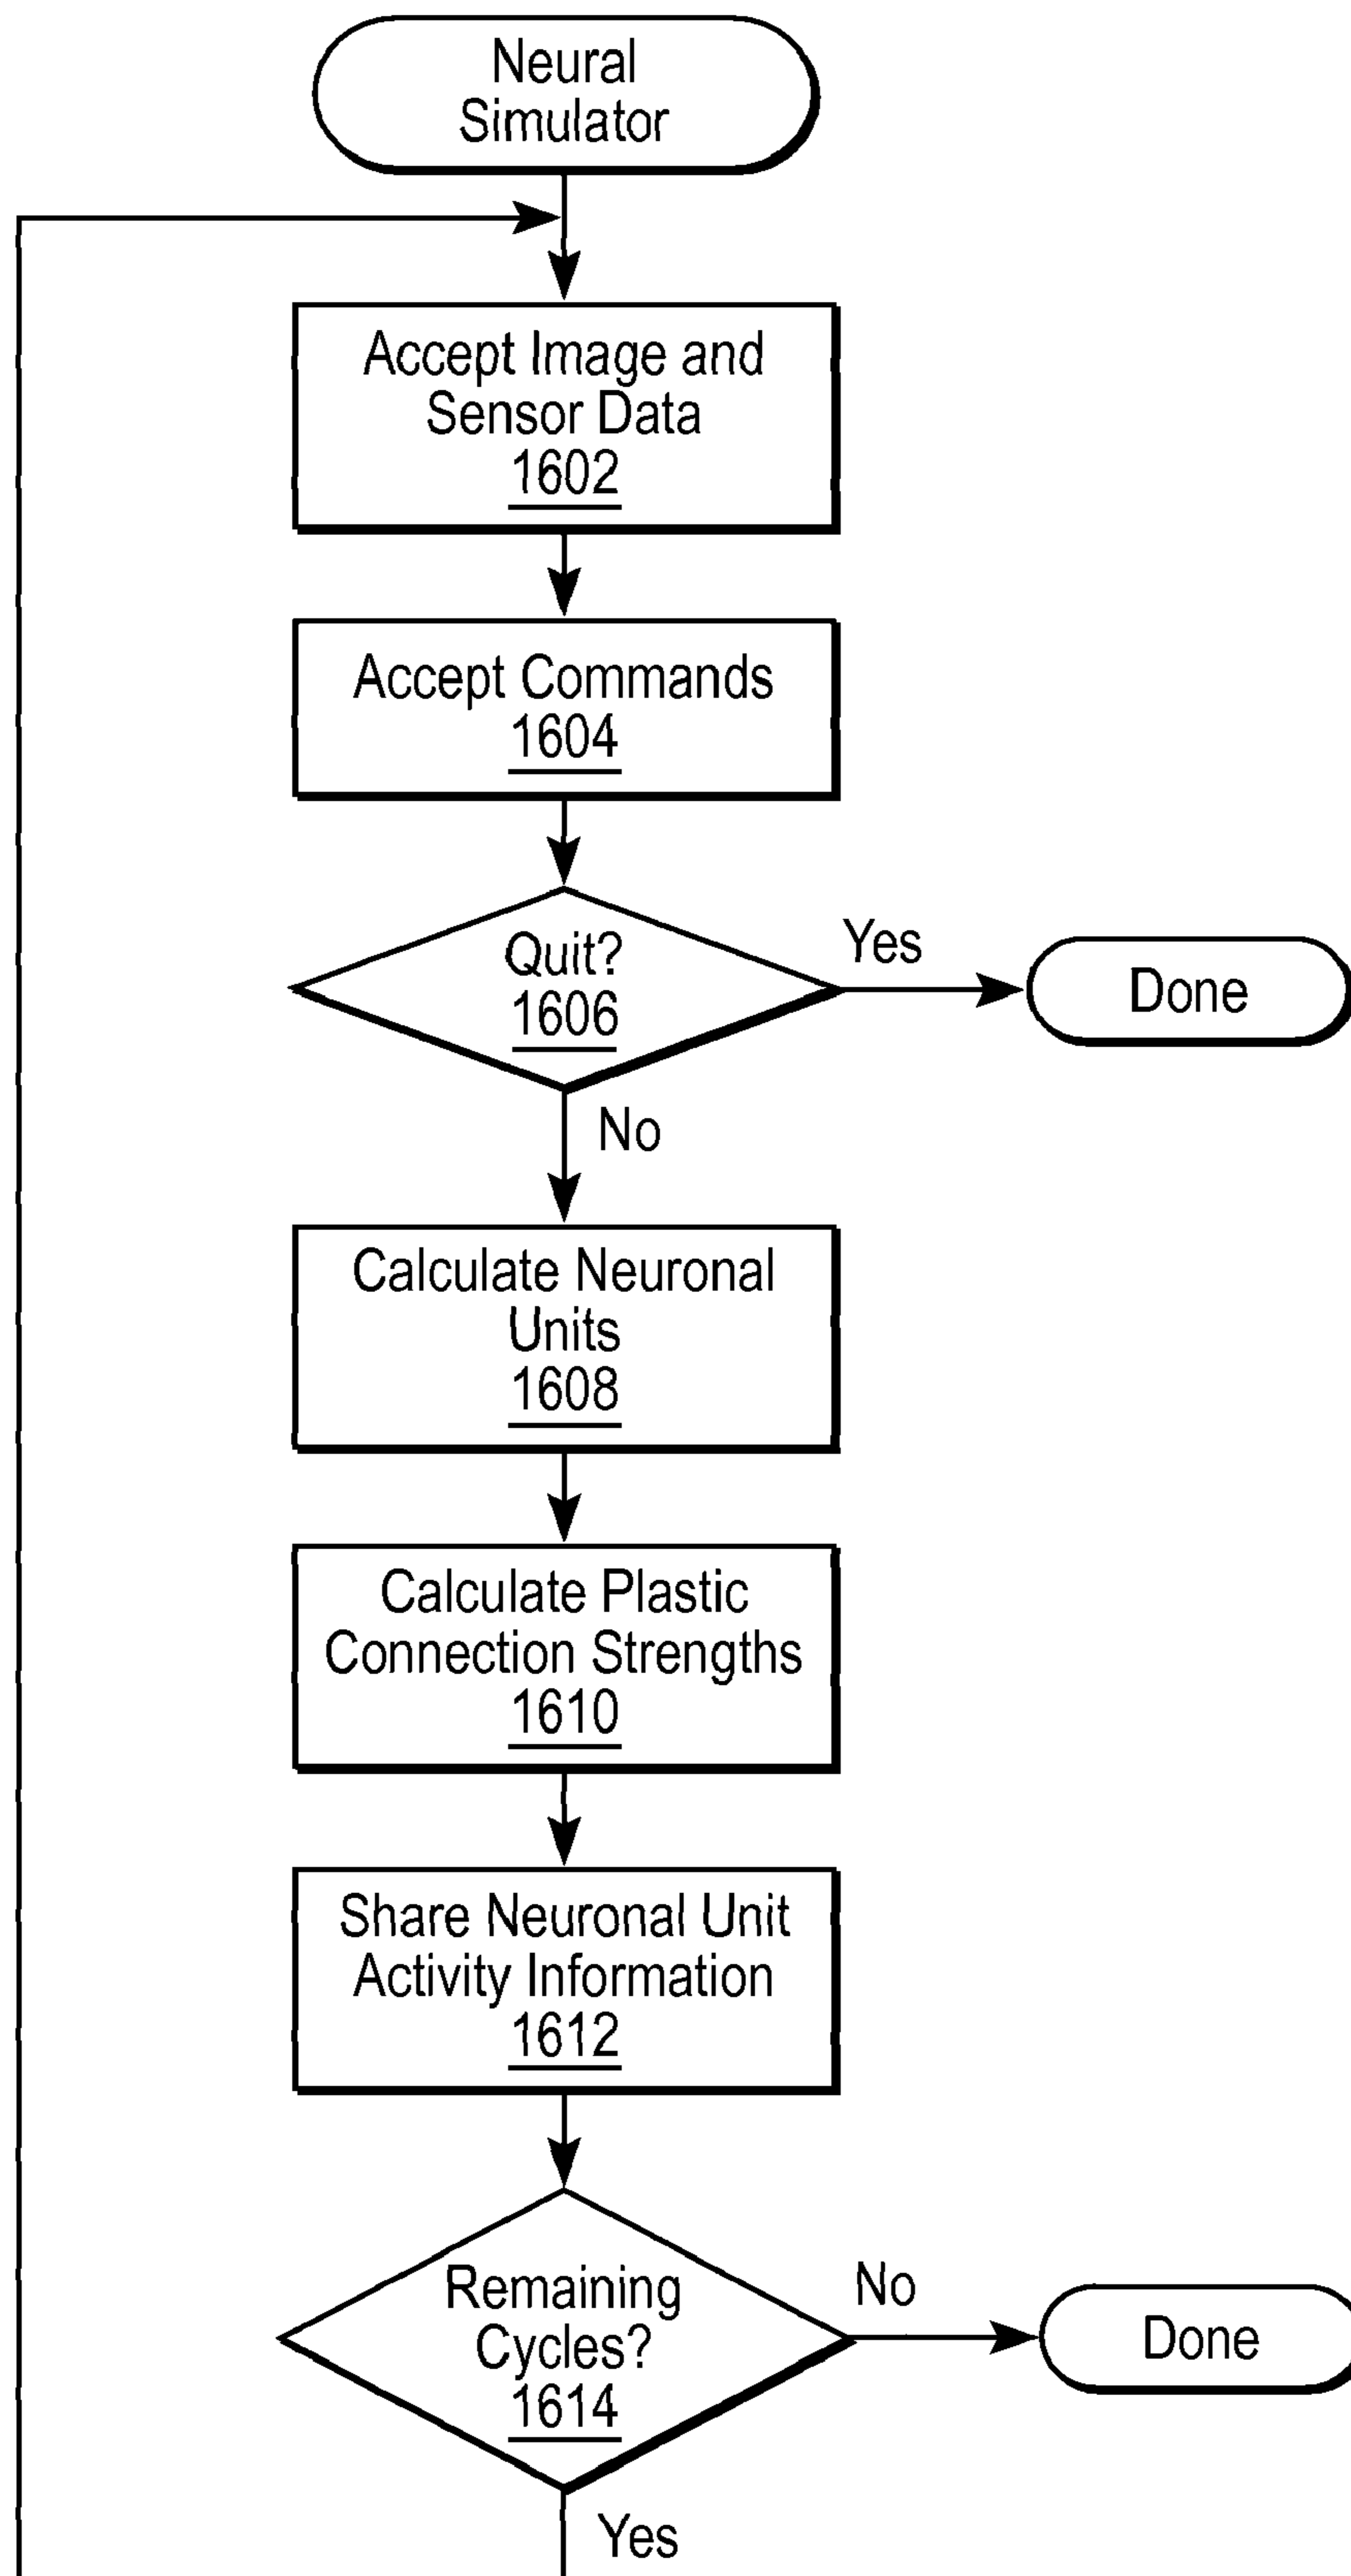 Neural
Simulator
Accept Image and
Sensor Data
1602
Accept Commands
1604
Quit?
1606
Yes
Done
No
Calculate Neuronal
Units
1608
Calculate Plastic
Connection Strengths
1610
Share Neuronal Unit
Activity Information
1612
Remaining
Cycles?
1614
No
Done
Yes